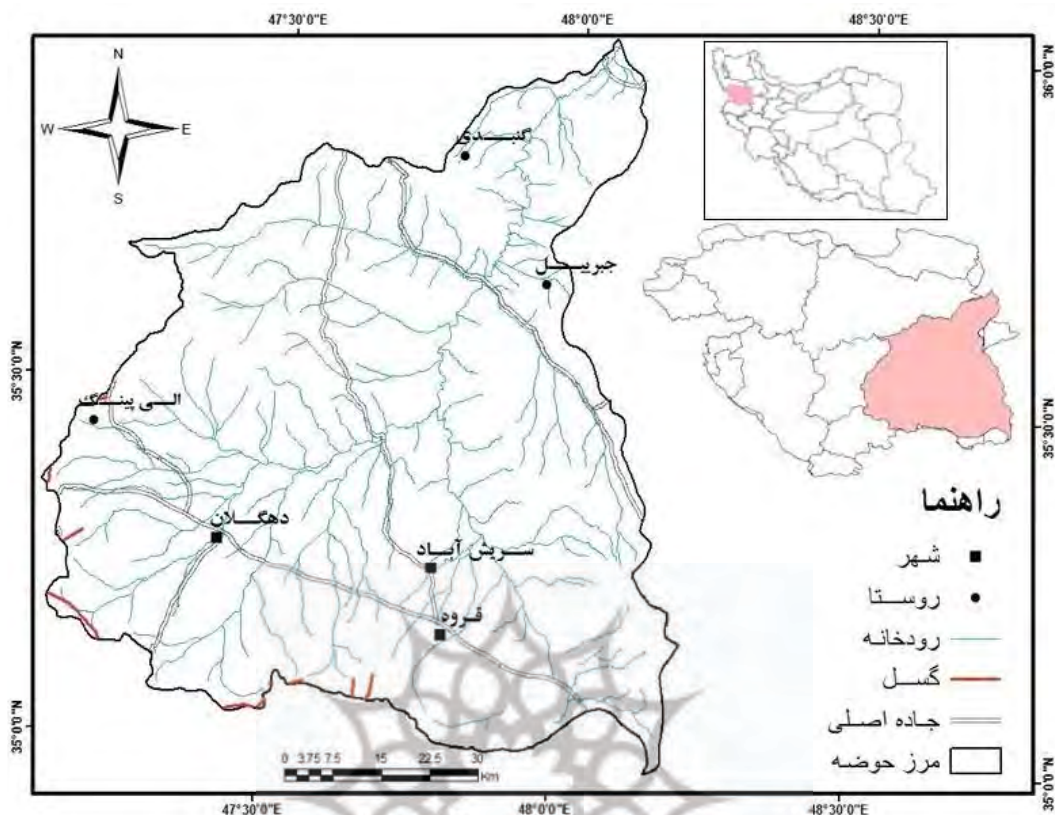 47°30'0"E
48°0'0"E
48°30'0"E
N
W
E
S
36°0'0"N
گنبدی
جبرییل
35°30'0"N
الی پینک
35°30'0"N
دهگلان
سریش آباد
قروه
راهنما
شهر
روستا
رودخانه
گسل
جاده اصلی
مرز حوضه
35°0'0"N
35°0'0"N
0 3.75 7.5 15 22.5 30
Km
47°30'0"E
48°0'0"E
48°30'0"E